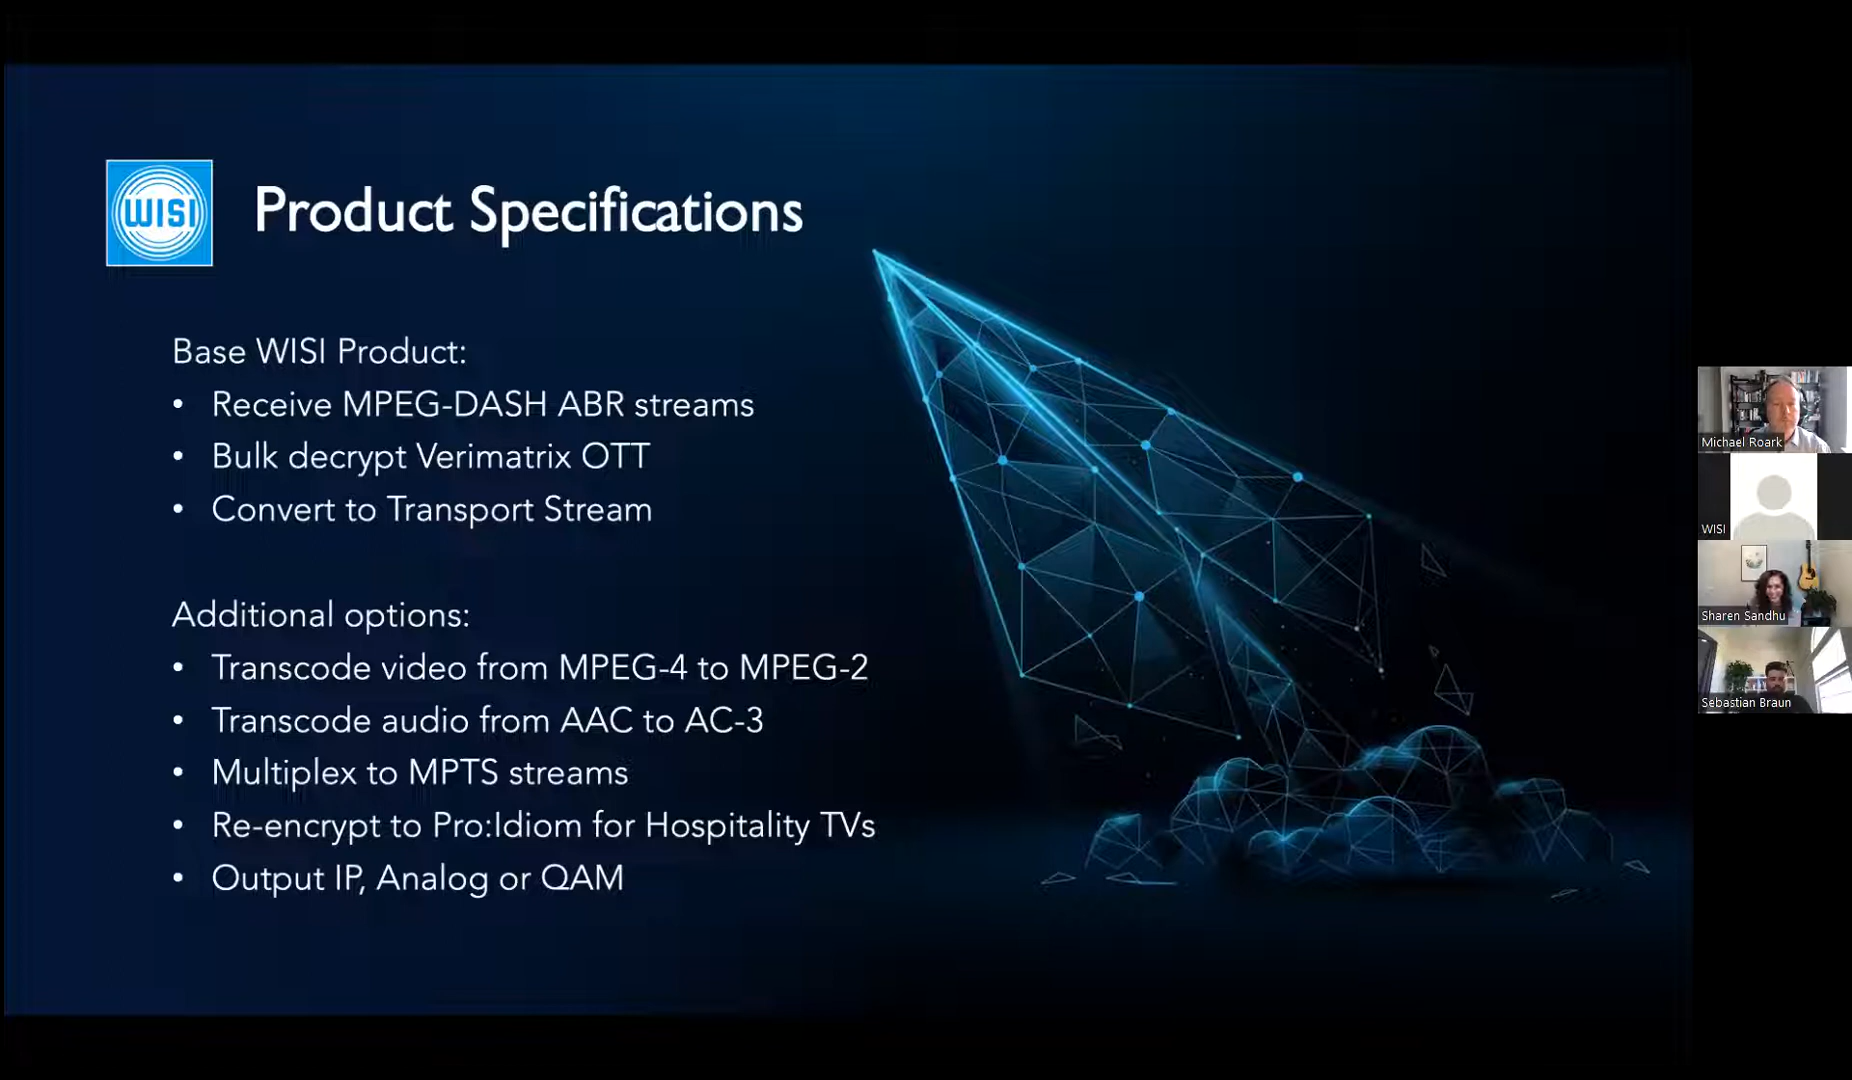 WISI
Product Specifications
Base WISI Product:
• Receive MPEG-DASH ABR streams
• Bulk decrypt Verimatrix OTT
• Convert to Transport Stream
Additional options:
• Transcode video from MPEG-4 to MPEG-2
• Transcode audio from AAC to AC-3
• Multiplex to MPTS streams
• Re-encrypt to Pro:Idiom for Hospitality TVs
• Output IP, Analog or QAM
Michael Roark
WISI
Sharen Sandhu
Sebastian Braun